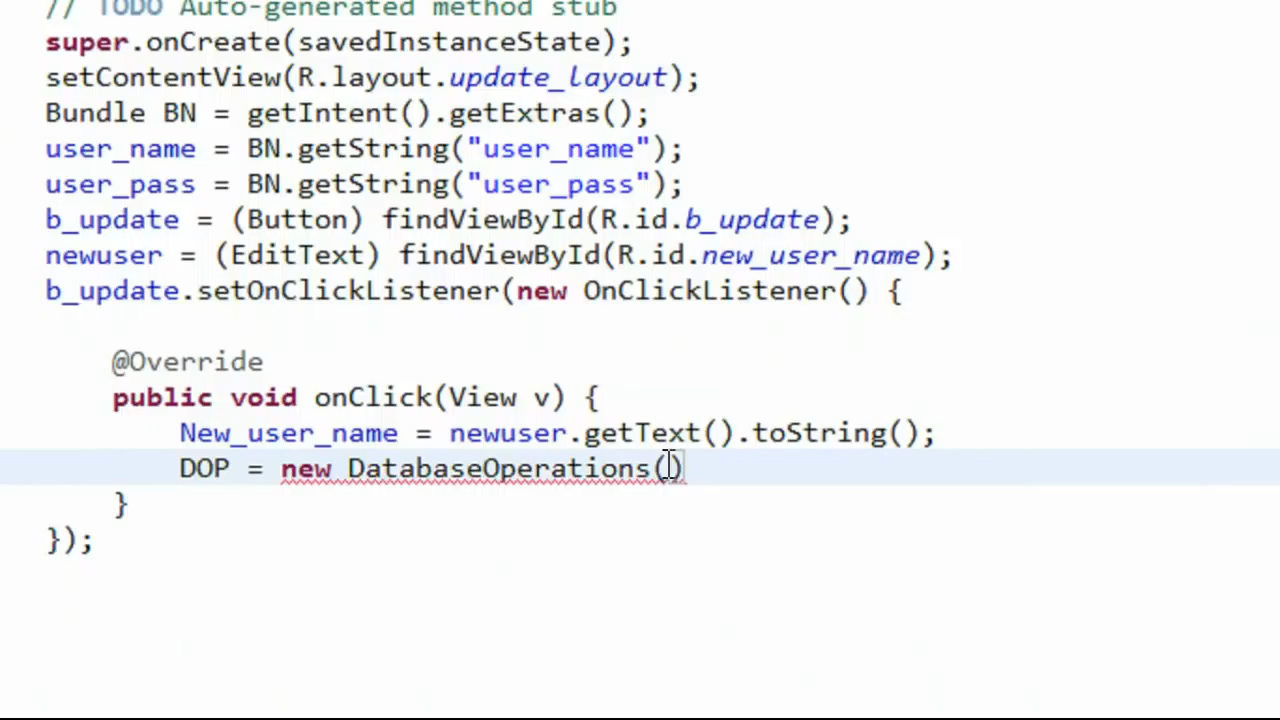 // TODO Auto-generated method stub
super.onCreate(savedInstanceState);
setContentView(R.layout.update_layout);
Bundle BN = getIntent().getExtras();
user_name = BN.getString("user_name");
user_pass = BN.getString("user_pass");
b_update = (Button) findViewById(R.id.b_update);
newuser = (EditText) findViewById(R.id.new_user_name);
b_update.setOnClickListener(new OnClickListener() {
@Override
public void onClick(View v) {
New_user_name = newuser.getText().toString();
DOP = new DatabaseOperations()
}
});